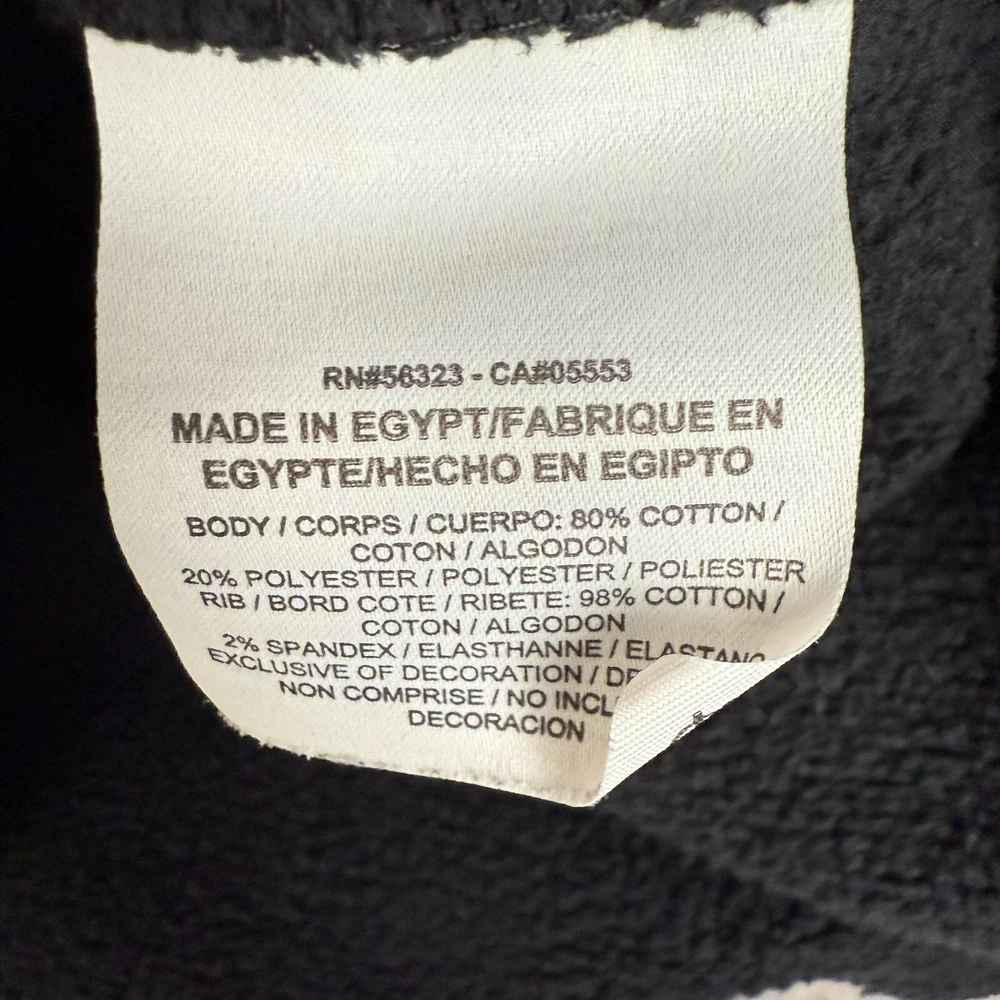 RN#56323 - CA#05553
MADE IN EGYPT/FABRIQUE EN
EGYPTE/HECHO EN EGIPTO
BODY / CORPS / CUERPO: 80% COTTON /
COTON / ALGODON
20% POLYESTER / POLYESTER / POLIESTER
RIB / BORD COTE / RIBETE: 98% COTTON /
COTON / ALGODON
2% SPANDEX / ELASTHANNE / ELASTANO
EXCLUSIVE OF DECORATION /
NON COMPRISE / NO
DECORACION